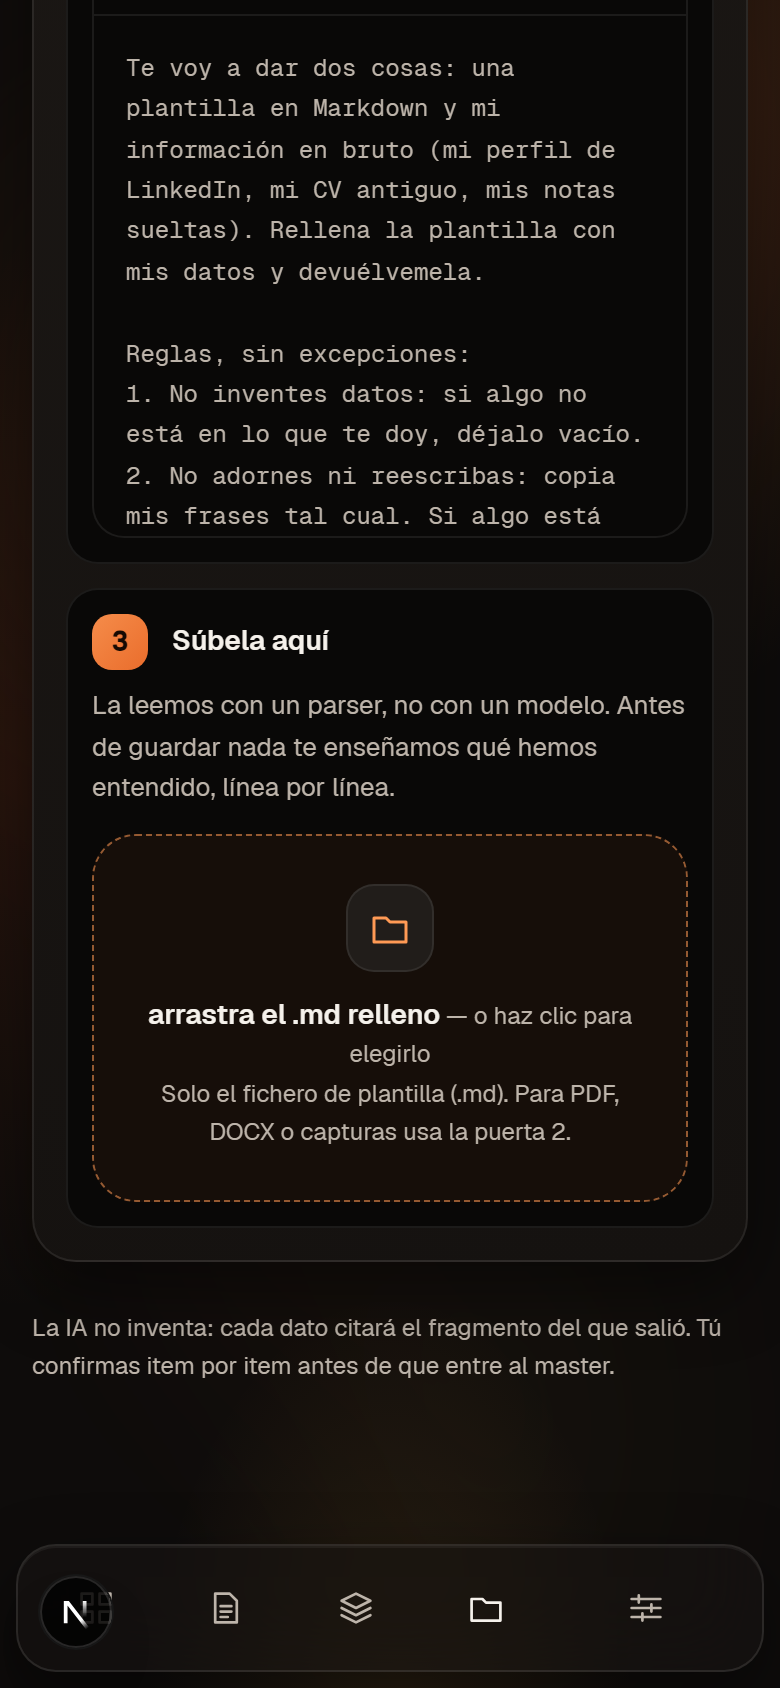 Te voy a dar dos cosas: una
plantilla en Markdown y mi
información en bruto (mi perfil de
LinkedIn, mi CV antiguo, mis notas
sueltas). Rellena la plantilla con
mis datos y devuélvemela.
Reglas, sin excepciones:
1. No inventes datos: si algo no
está en lo que te doy, déjalo vacío.
2. No adornes ni reescribas: copia
mis frases tal cual. Si algo está
3 Súbela aquí
La leemos con un parser, no con un modelo. Antes
de guardar nada te enseñamos qué hemos
entendido, línea por línea.
arrastra el .md relleno — o haz clic para
elegirlo
Solo el fichero de plantilla (.md). Para PDF,
DOCX o capturas usa la puerta 2.
La IA no inventa: cada dato citará el fragmento del que salió. Tú
confirmas item por item antes de que entre al master.
N